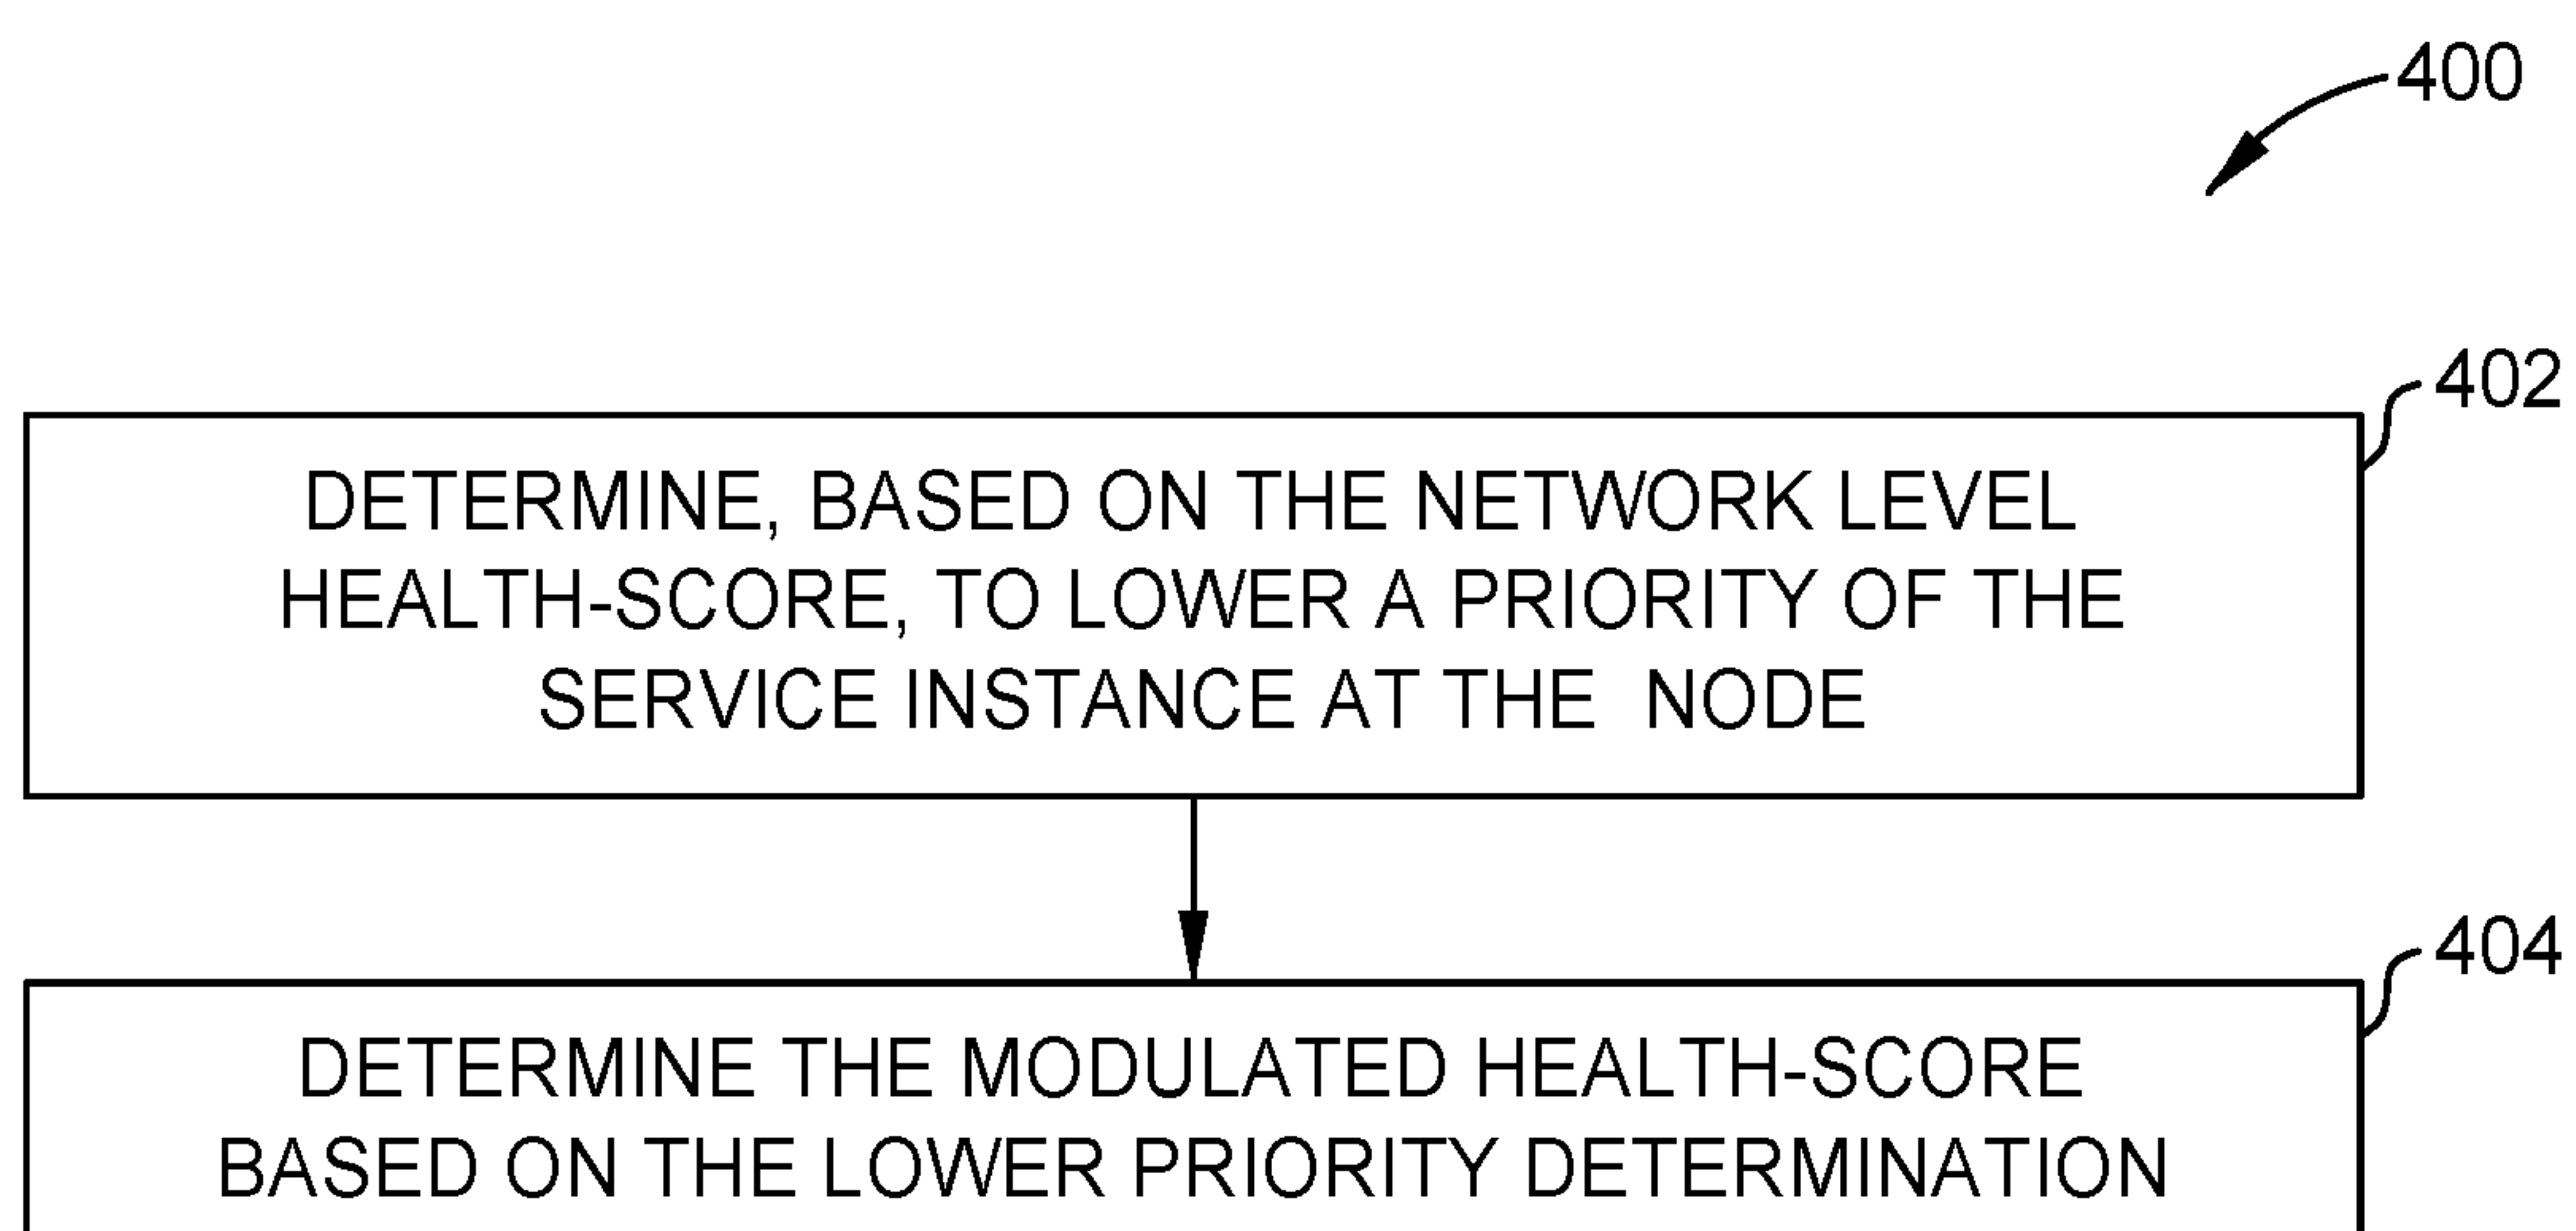 400
402
DETERMINE, BASED ON THE NETWORK LEVEL
HEALTH-SCORE, TO LOWER A PRIORITY OF THE
SERVICE INSTANCE AT THE NODE
404
DETERMINE THE MODULATED HEALTH-SCORE
BASED ON THE LOWER PRIORITY DETERMINATION